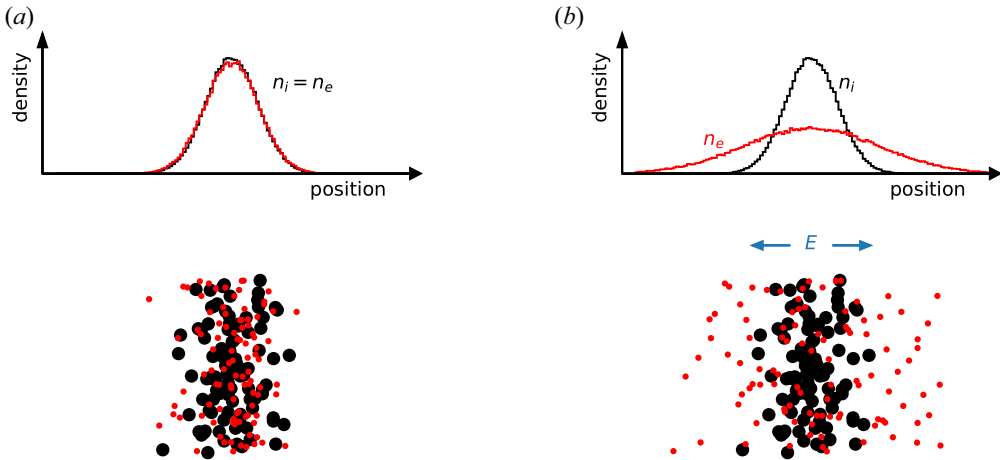 (a)
density
n_i = n_e
position
(b)
density
n_i
n_e
position
E